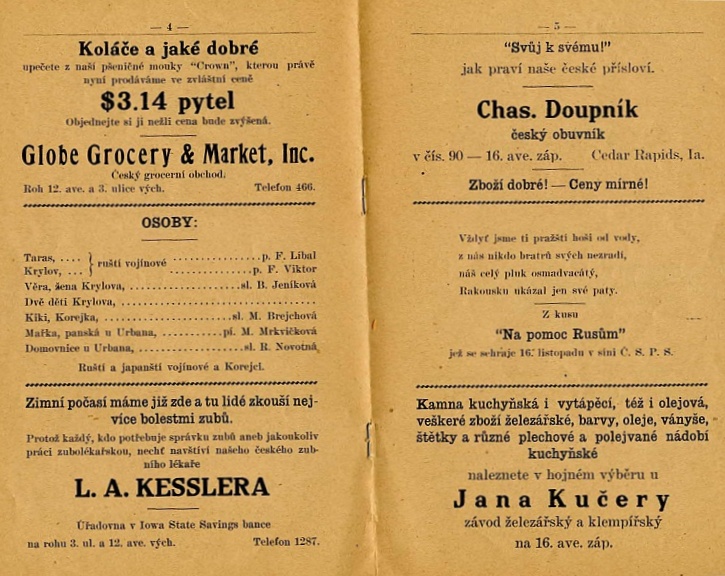 — 4 —
Koláče a jaké dobré
upečete z naší pšeničné mouky “Crown”, kterou právě
nyní prodáváme ve zvláštní ceně
$3.14 pytel
Objednejte si ji nežli cena bude zvýšená.
Globe Grocery & Market, Inc.
Český grocerní obchod.
Roh 12. ave. a 3. ulice vých. Telefon 466.
OSOBY:
Taras, .... } ruští vojínové ................p. F. Líbal
Krylov, ... p. F. Viktor
Věra, žena Krylova, ....................sl. B. Jeníková
Dvě děti Krylova, ......................................
Kiki, Korejka, .........................sl. M. Brejchová
Mařka, panská u Urbana, ............pí. M. Mrkvičková
Domovnice u Urbana, ...................sl. R. Novotná
Ruští a japanští vojínové a Korejci.
Zimní počasí máme již zde a tu lidé zkouší nej-
více bolestmi zubů.
Protož každý, kdo potřebuje správku zubů aneb jakoukoliv
práci zubolékařskou, nechť navštíví našeho českého zub-
ního lékaře
L. A. KESSLERA
Úřadovna v Iowa State Savings bance
na rohu 3. ul. a 12. ave. vých. Telefon 1287.
— 5 —
“Svůj k svému!”
jak praví naše české přísloví.
Chas. Doupník
český obuvník
v čís. 90 — 16. ave. záp. Cedar Rapids, Ia.
Zboží dobré! — Ceny mírné!
Vždyť jsme ti pražští hoši od vody,
z nás nikdo bratrů svých nezradí,
náš celý pluk osmadvacátý,
Rakousku ukázal jen své paty.
Z kusu
“Na pomoc Rusům”
jež se sehraje 16. listopadu v síni Č. S. P. S.
Kamna kuchyňská i vytápěcí, též i olejová,
veškeré zboží železářské, barvy, oleje, ványše,
štětky a různé plechové a polejvané nádobí
kuchyňské
naleznete v hojném výběru u
Jana Kučery
závod železářský a klempířský
na 16. ave. záp.